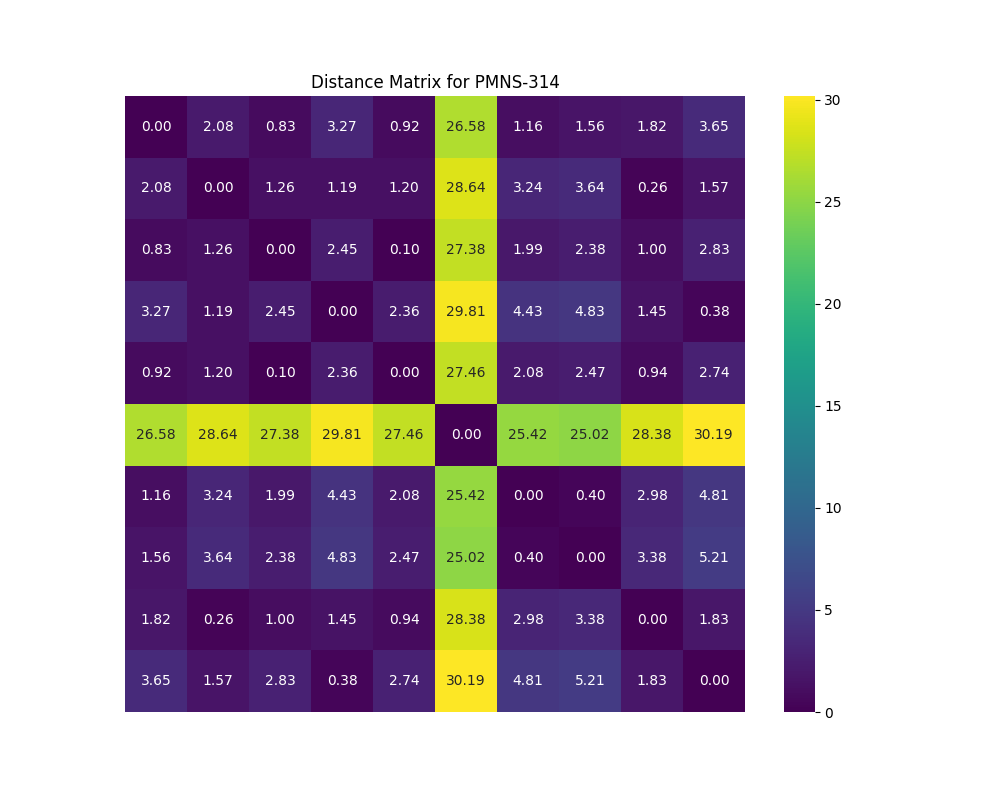 Distance Matrix for PMNS-314
0.00 2.08 0.83 3.27 0.92 26.58 1.16 1.56 1.82 3.65
2.08 0.00 1.26 1.19 1.20 28.64 3.24 3.64 0.26 1.57
0.83 1.26 0.00 2.45 0.10 27.38 1.99 2.38 1.00 2.83
3.27 1.19 2.45 0.00 2.36 29.81 4.43 4.83 1.45 0.38
0.92 1.20 0.10 2.36 0.00 27.46 2.08 2.47 0.94 2.74
26.58 28.64 27.38 29.81 27.46 0.00 25.42 25.02 28.38 30.19
1.16 3.24 1.99 4.43 2.08 25.42 0.00 0.40 2.98 4.81
1.56 3.64 2.38 4.83 2.47 25.02 0.40 0.00 3.38 5.21
1.82 0.26 1.00 1.45 0.94 28.38 2.98 3.38 0.00 1.83
3.65 1.57 2.83 0.38 2.74 30.19 4.81 5.21 1.83 0.00
30
25
20
15
10
5
0